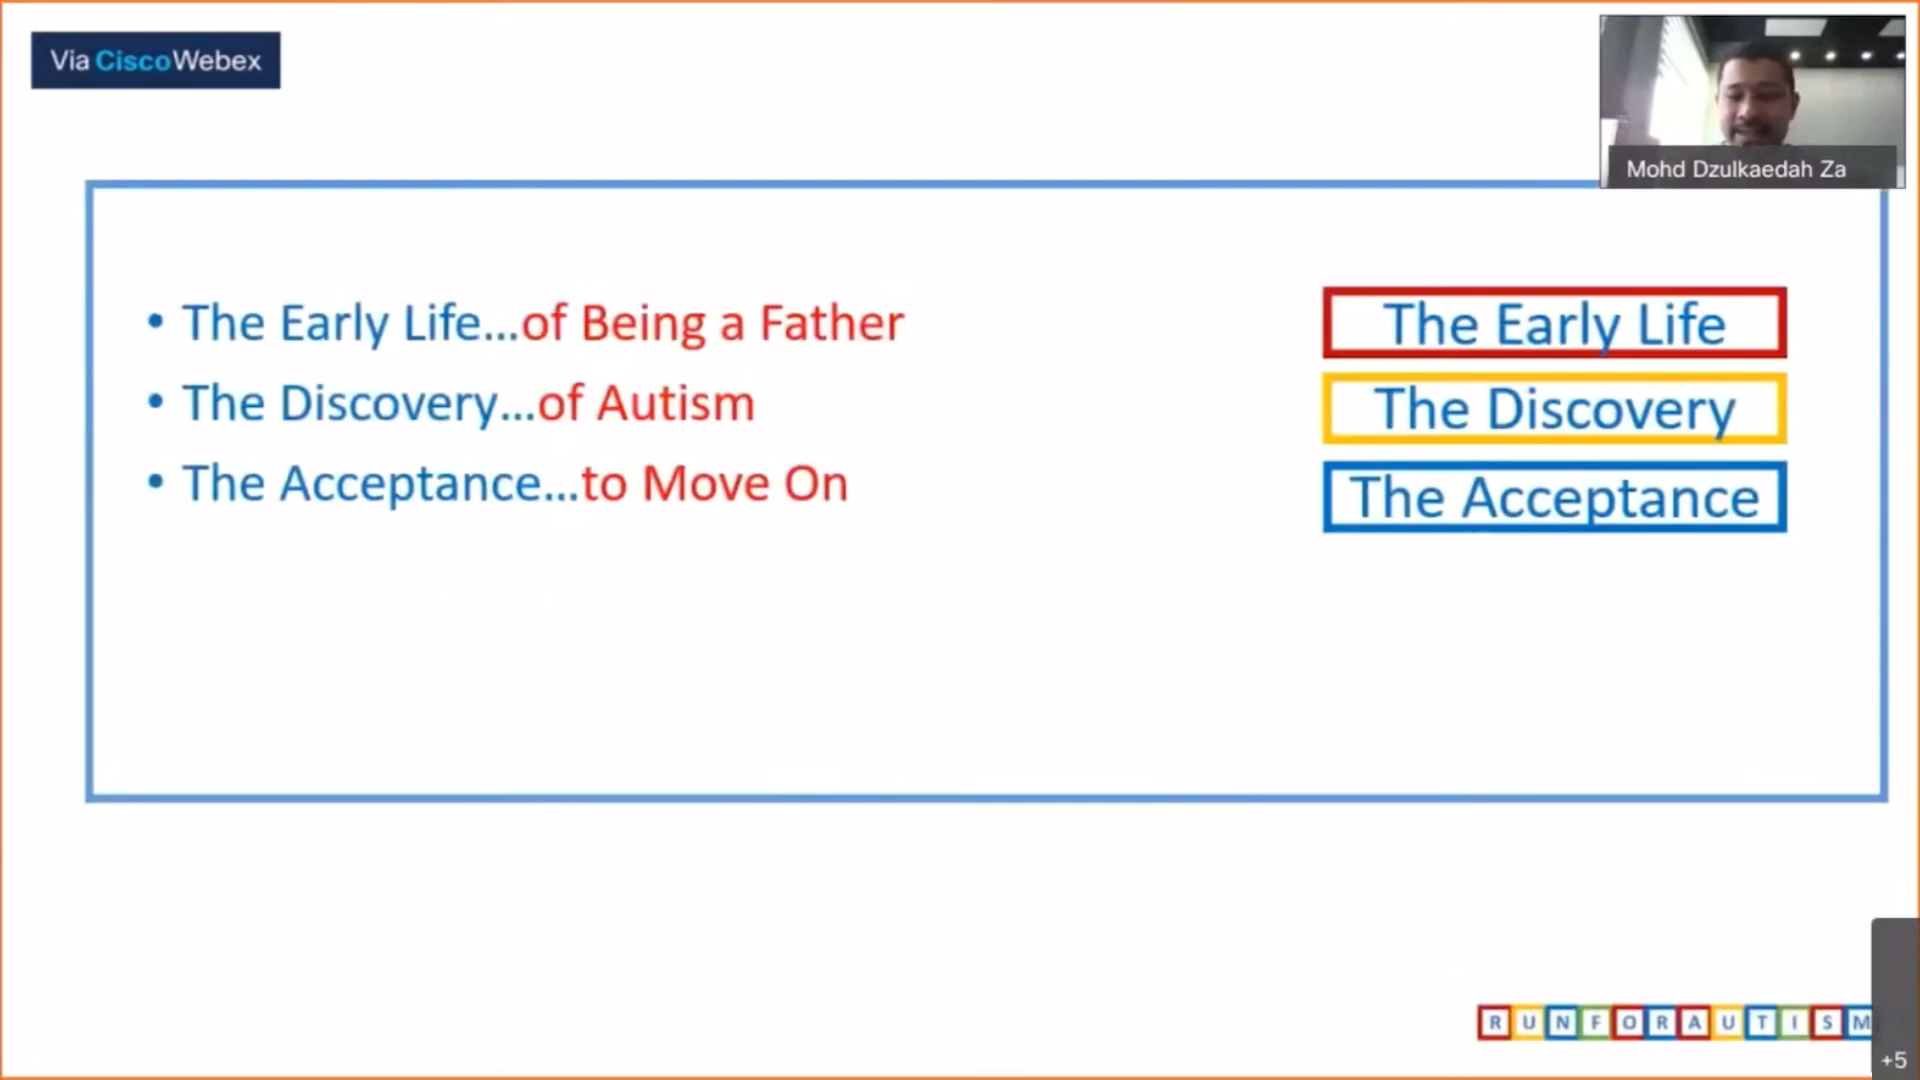 Via CiscoWebex
Mohd Dzulkaedah Za
• The Early Life...of Being a Father
• The Discovery...of Autism
• The Acceptance...to Move On
The Early Life
The Discovery
The Acceptance
RUNFORAUTISM
+5